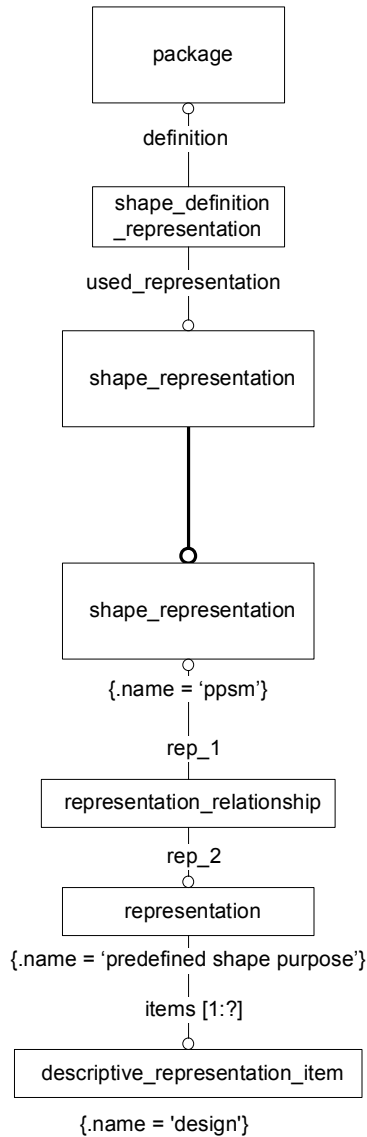 package
definition
shape_definition
_representation
used_representation
shape_representation
shape_representation
{.name = ‘ppsm’}
rep_1
representation_relationship
rep_2
representation
{.name = ‘predefined shape purpose’}
items [1:?]
descriptive_representation_item
{.name = 'design'}